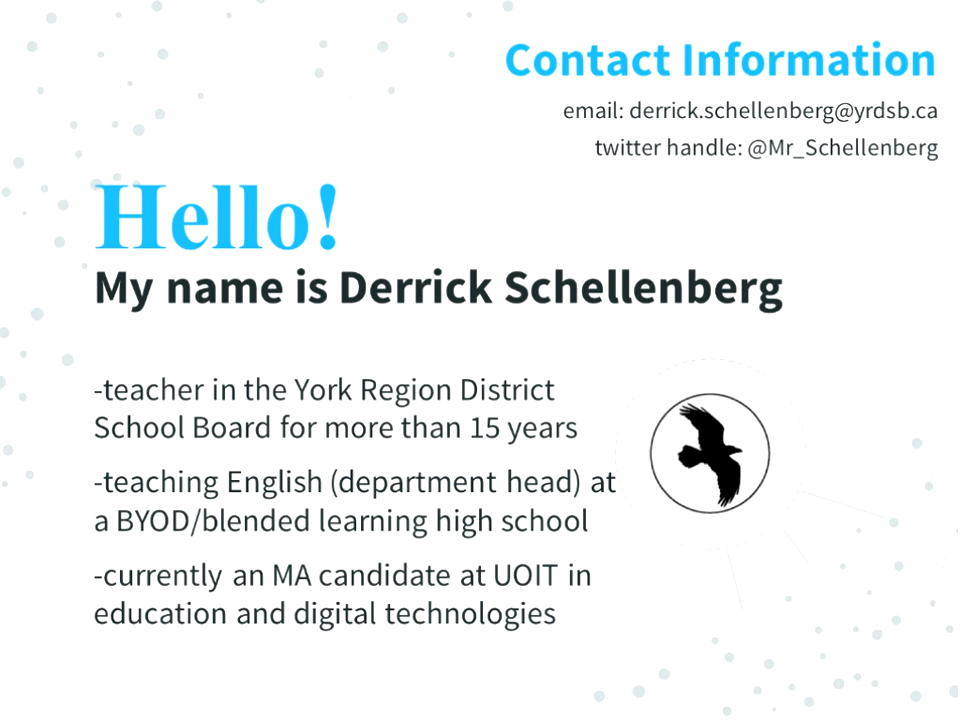 Contact Information
email: derrick.schellenberg@yrdsb.ca
twitter handle: @Mr_Schellenberg
Hello!
My name is Derrick Schellenberg
-teacher in the York Region District
School Board for more than 15 years
-teaching English (department head) at
a BYOD/blended learning high school
-currently an MA candidate at UOIT in
education and digital technologies